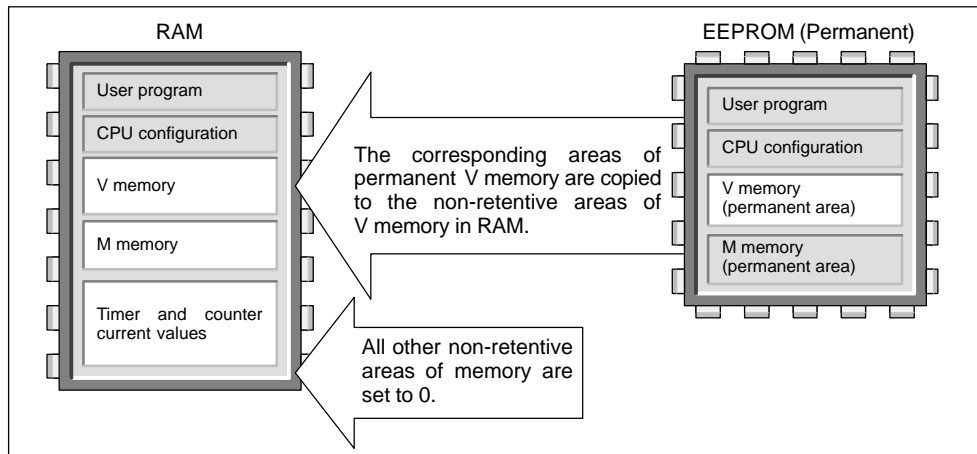 RAM
User program
CPU configuration
V memory
M memory
Timer and counter
current values
The corresponding areas of
permanent V memory are copied
to the non-retentive areas of
V memory in RAM.
All other non-retentive
areas of memory are
set to 0.
EEPROM (Permanent)
User program
CPU configuration
V memory
(permanent area)
M memory
(permanent area)